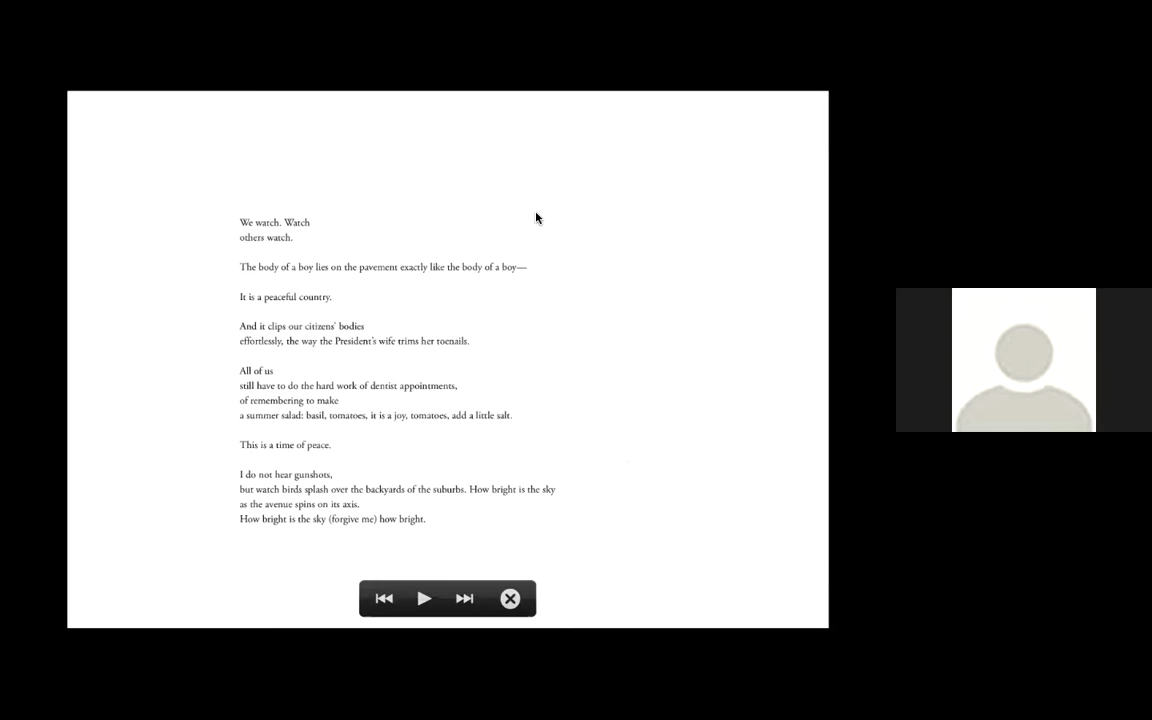 We watch. Watch
others watch.
The body of a boy lies on the pavement exactly like the body of a boy—
It is a peaceful country.
And it clips our citizens' bodies
effortlessly, the way the President's wife trims her toenails.
All of us
still have to do the hard work of dentist appointments,
of remembering to make
a summer salad: basil, tomatoes, it is a joy, tomatoes, add a little salt.
This is a time of peace.
I do not hear gunshots,
but watch birds splash over the backyards of the suburbs. How bright is the sky
as the avenue spins on its axis.
How bright is the sky (forgive me) how bright.